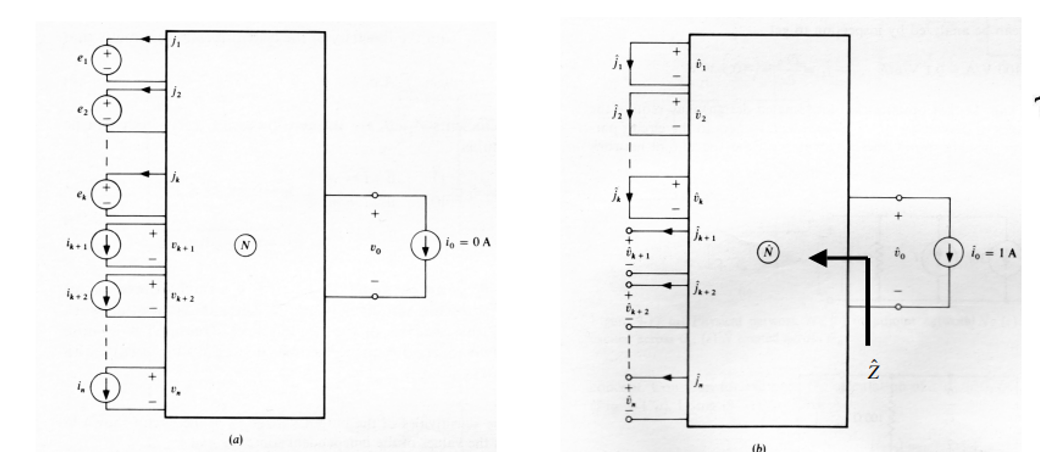 j₁
e₁
+
−
j₂
e₂
+
−
jₖ
eₖ
+
−
iₖ₊₁
+
vₖ₊₁
−
iₖ₊₂
+
vₖ₊₂
−
iₙ
+
vₙ
−
N
+
v₀
−
i₀ = 0 A
(a)
ĵ₁
+
v̂₁
−
ĵ₂
+
v̂₂
−
ĵₖ
+
v̂ₖ
−
ĵₖ₊₁
+
v̂ₖ₊₁
−
ĵₖ₊₂
+
v̂ₖ₊₂
−
ĵₙ
+
v̂ₙ
−
N̂
+
v̂₀
−
î₀ = 1 A
Ẑ
(b)